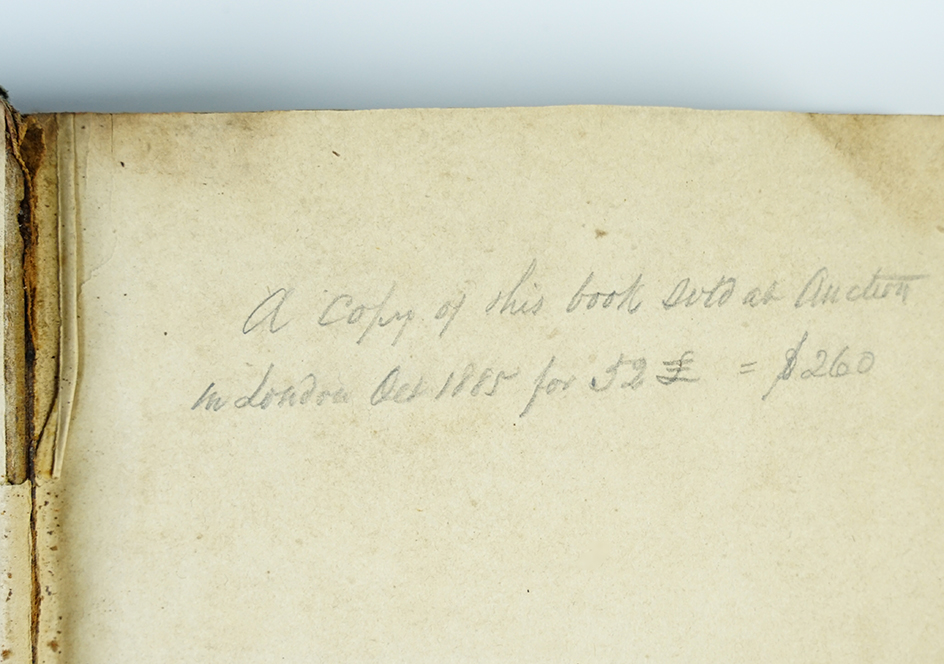 A Copy of this book sold at Auction
in London Oct 1885 for 52 £ = $260